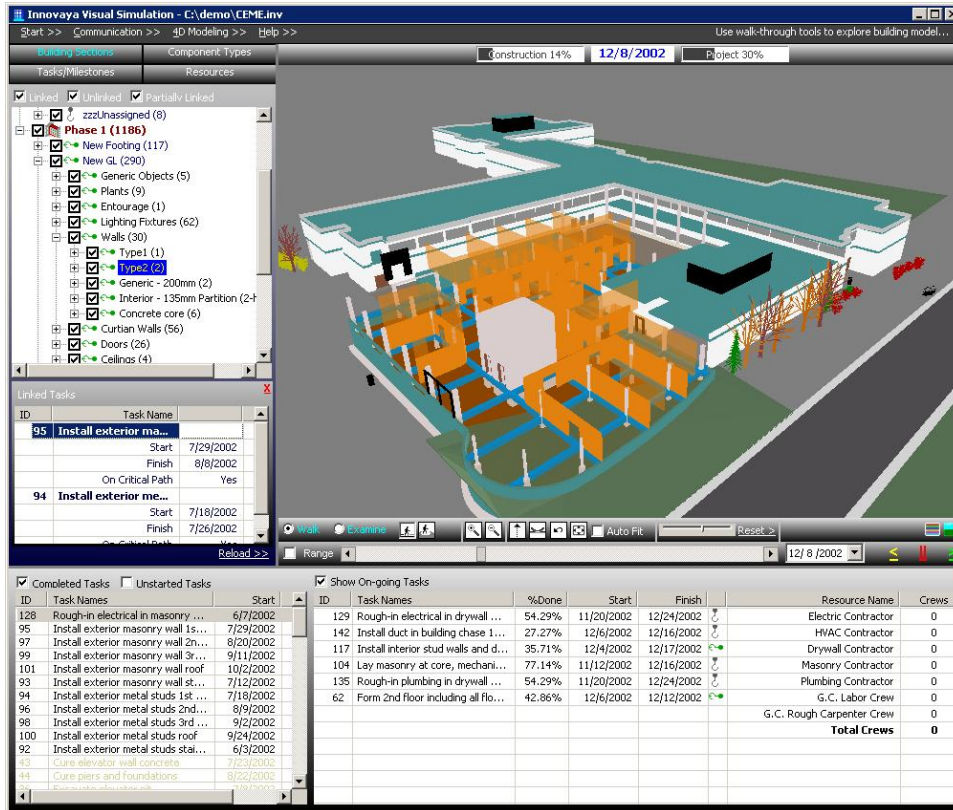 Innovaya Visual Simulation - C:\demo\CEME.inv
Start >> Communication >> 4D Modeling >> Help >> Use walk-through tools to explore building model...
Building Sections Component Types
Tasks/Milestones Resources
Construction 14% 12/8/2002 Project 30%
Linked Unlinked Partially Linked
zzzUnassigned (8)
Phase 1 (1186)
New Footing (117)
New GL (290)
Generic Objects (5)
Plants (9)
Entourage (1)
Lighting Fixtures (62)
Walls (30)
Type1 (1)
Type2 (2)
Generic - 200mm (2)
Interior - 135mm Partition (2-h
Concrete core (6)
Curtian Walls (56)
Doors (26)
Ceilings (4)
Linked Tasks X
ID Task Name
95 Install exterior ma...
Start 7/29/2002
Finish 8/8/2002
On Critical Path Yes
94 Install exterior me...
Start 7/18/2002
Finish 7/26/2002
On Critical Path Yes
Reload >>
Walk Examine Auto Fit Reset >
Range 12/ 8 /2002
Completed Tasks Unstarted Tasks
ID Task Names Start
128 Rough-in electrical in masonry ... 6/7/2002
95 Install exterior masonry wall 1s... 7/29/2002
97 Install exterior masonry wall 2n... 8/20/2002
99 Install exterior masonry wall 3r... 9/11/2002
101 Install exterior masonry wall roof 10/2/2002
93 Install exterior masonry wall st... 7/12/2002
94 Install exterior metal studs 1st ... 7/18/2002
96 Install exterior metal studs 2nd... 8/9/2002
98 Install exterior metal studs 3rd ... 9/2/2002
100 Install exterior metal studs roof 9/24/2002
92 Install exterior metal studs stai... 6/3/2002
43 Cure elevator wall concrete 7/23/2002
44 Cure piers and foundations 8/22/2002
Excavate elevator pit
Show On-going Tasks
ID Task Names %Done Start Finish Resource Name Crews
129 Rough-in electrical in drywall ... 54.29% 11/20/2002 12/24/2002 Electric Contractor 0
142 Install duct in building chase 1... 27.27% 12/6/2002 12/16/2002 HVAC Contractor 0
117 Install interior stud walls and d... 35.71% 12/4/2002 12/17/2002 Drywall Contractor 0
104 Lay masonry at core, mechani... 77.14% 11/12/2002 12/16/2002 Masonry Contractor 0
135 Rough-in plumbing in drywall ... 54.29% 11/20/2002 12/24/2002 Plumbing Contractor 0
62 Form 2nd floor including all flo... 42.86% 12/6/2002 12/12/2002 G.C. Labor Crew 0
G.C. Rough Carpenter Crew 0
Total Crews 0